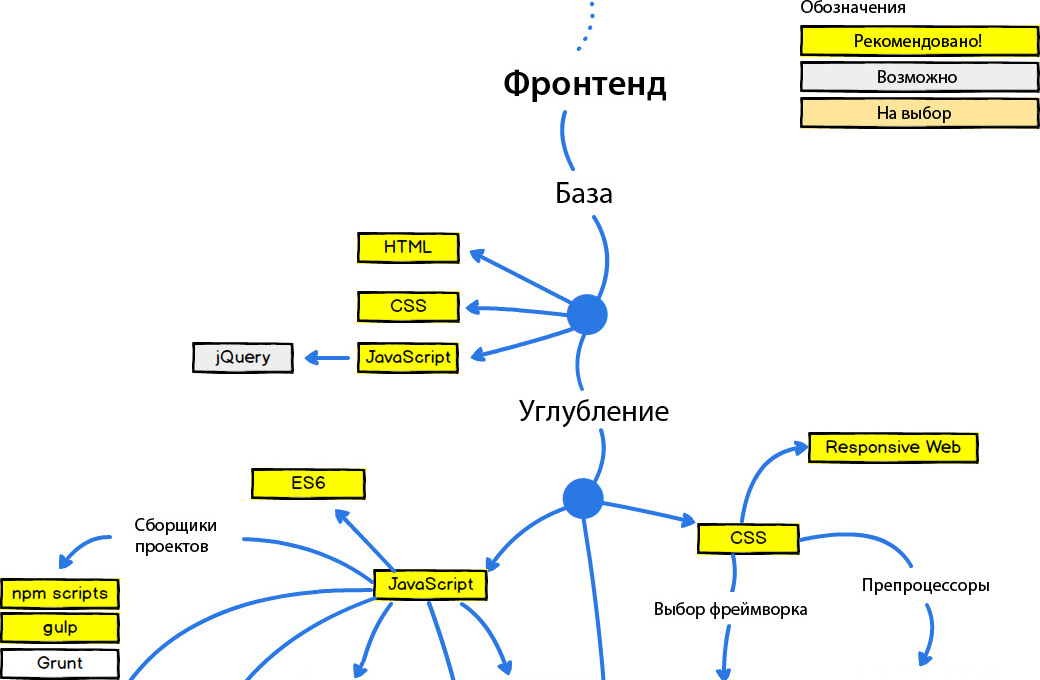 Обозначения
Рекомендовано!
Возможно
На выбор
Фронтенд
База
HTML
CSS
JavaScript
jQuery
Углубление
Responsive Web
ES6
CSS
Сборщики
проектов
JavaScript
npm scripts
gulp
Grunt
Выбор фреймворка
Препроцессоры